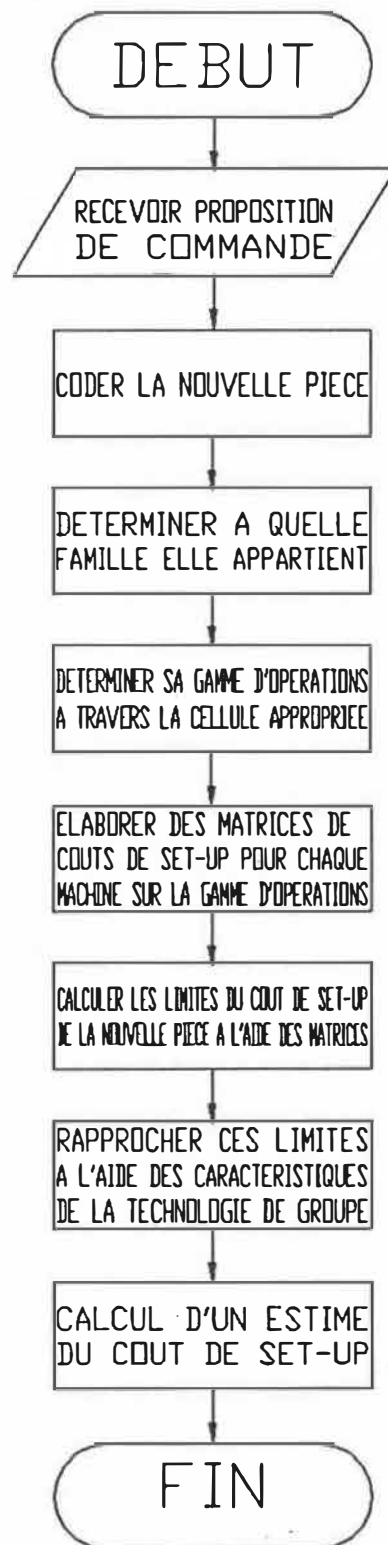 DEBUT
RECEVOIR PROPOSITION
DE COMMANDE
CODER LA NOUVELLE PIECE
DETERMINER A QUELLE
FAMILLE ELLE APPARTIENT
DETERMINER SA GAMME D'OPERATIONS
A TRAVERS LA CELLULE APPROPRIEE
ELABORER DES MATRICES DE
COUTS DE SET-UP POUR CHAQUE
MACHINE SUR LA GAMME D'OPERATIONS
CALCULER LES LIMITES DU COUT DE SET-UP
DE LA NOUVELLE PIECE A L'AIDE DES MATRICES
RAPPROCHER CES LIMITES
A L'AIDE DES CARACTERISTIQUES
DE LA TECHNOLOGIE DE GROUPE
CALCUL D'UN ESTIME
DU COUT DE SET-UP
FIN